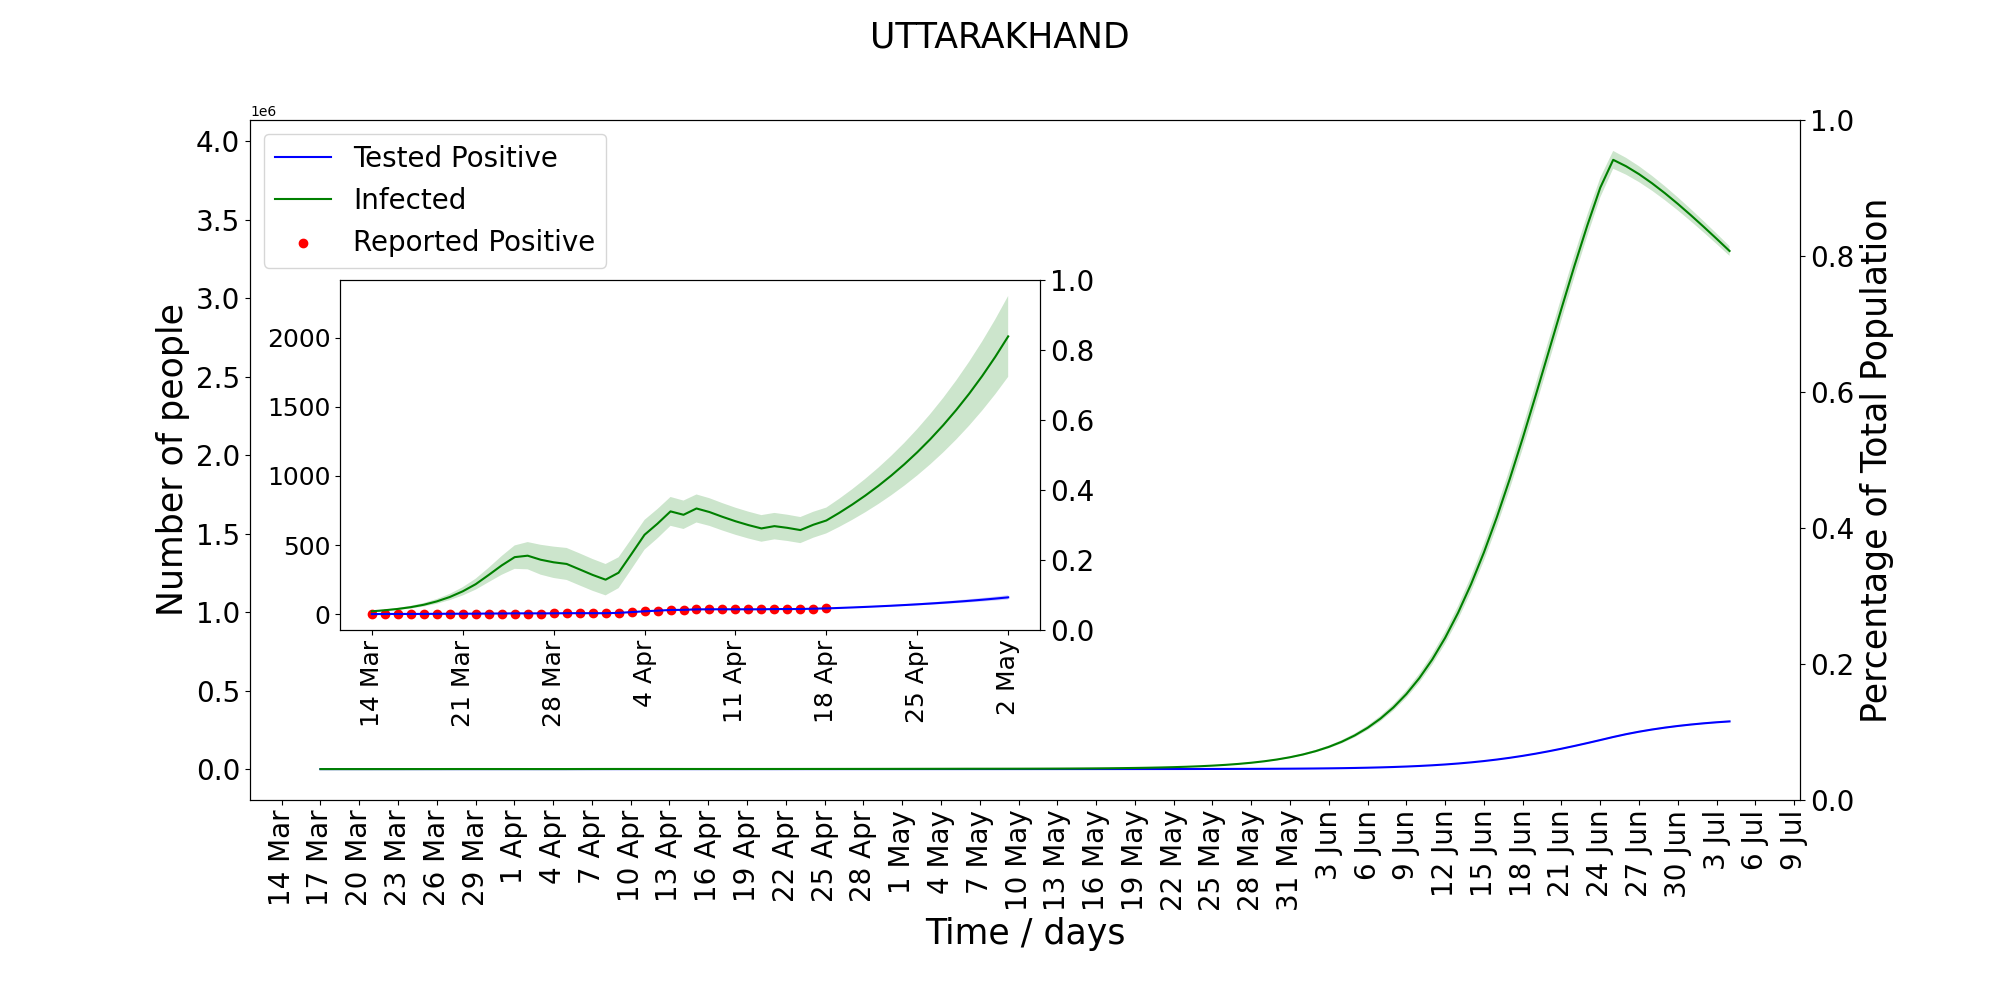 UTTARAKHAND
1e6
4.0
3.5
3.0
2.5
2.0
1.5
1.0
0.5
0.0
Number of people
Tested Positive
Infected
Reported Positive
2000
1500
1000
500
0
1.0
0.8
0.6
0.4
0.2
0.0
14 Mar
21 Mar
28 Mar
4 Apr
11 Apr
18 Apr
25 Apr
2 May
1.0
0.8
0.6
0.4
0.2
0.0
Percentage of Total Population
14 Mar
17 Mar
20 Mar
23 Mar
26 Mar
29 Mar
1 Apr
4 Apr
7 Apr
10 Apr
13 Apr
16 Apr
19 Apr
22 Apr
25 Apr
28 Apr
1 May
4 May
7 May
10 May
13 May
16 May
19 May
22 May
25 May
28 May
31 May
3 Jun
6 Jun
9 Jun
12 Jun
15 Jun
18 Jun
21 Jun
24 Jun
27 Jun
30 Jun
3 Jul
6 Jul
9 Jul
Time / days